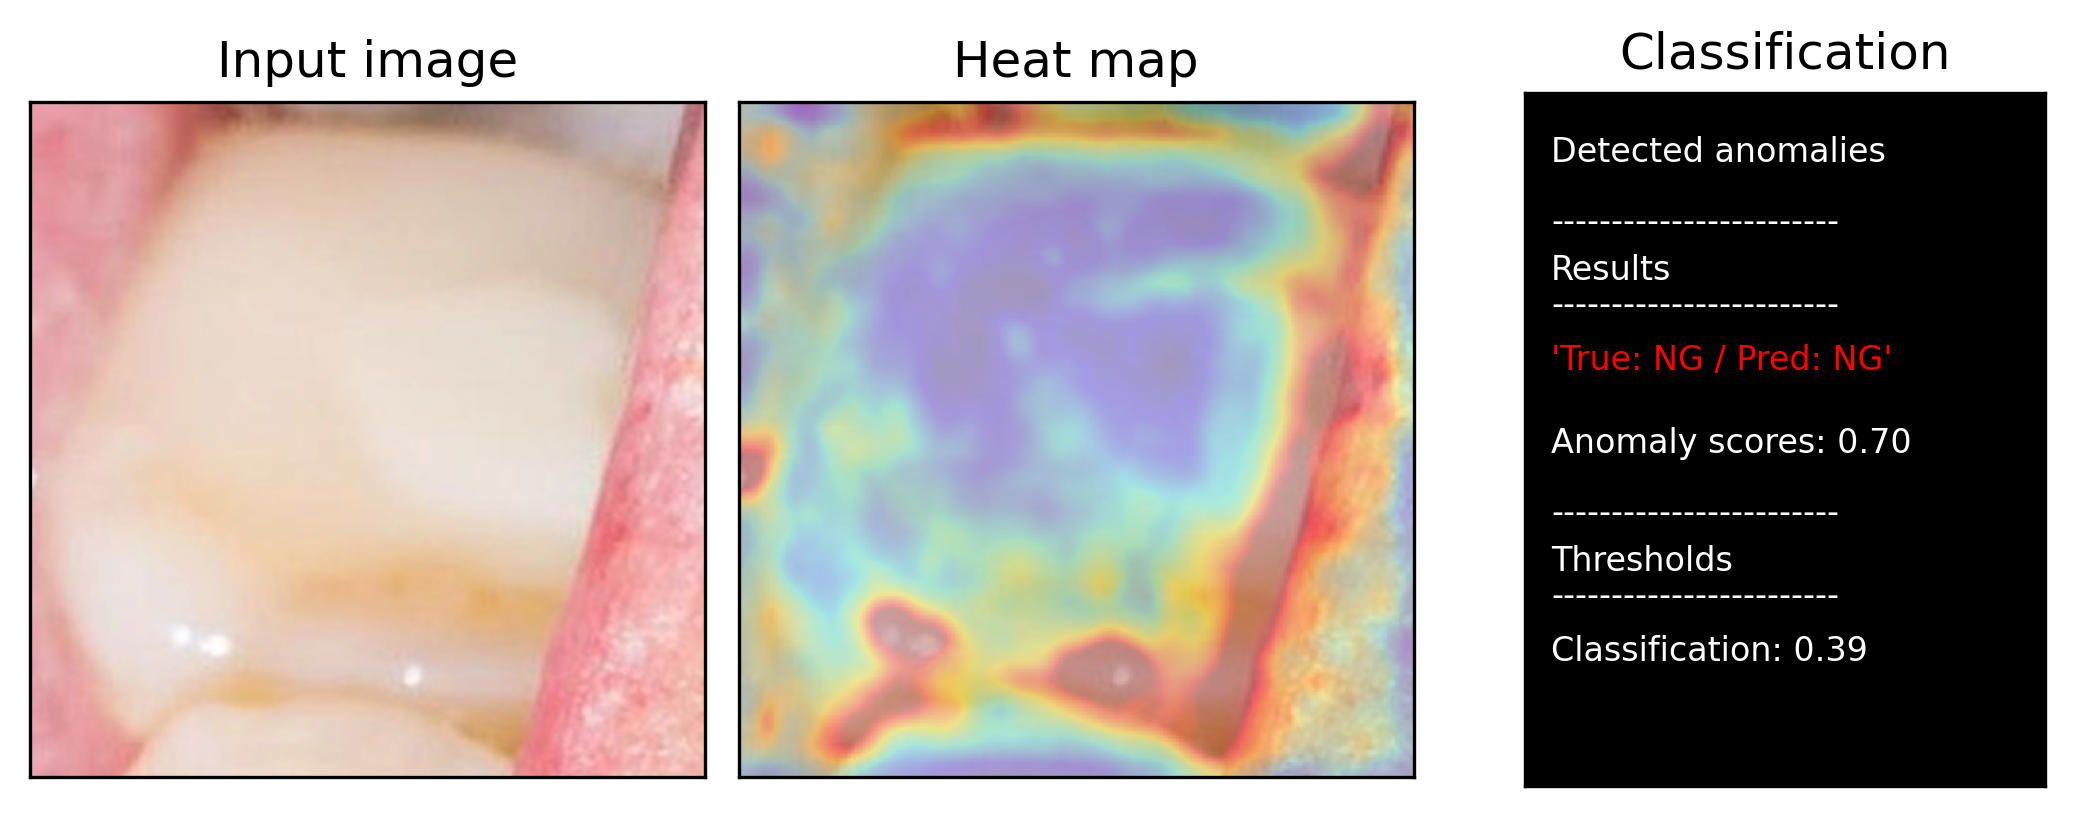 Input image
Heat map
Classification
Detected anomalies
------------------------
Results
------------------------
'True: NG / Pred: NG'
Anomaly scores: 0.70
------------------------
Thresholds
------------------------
Classification: 0.39